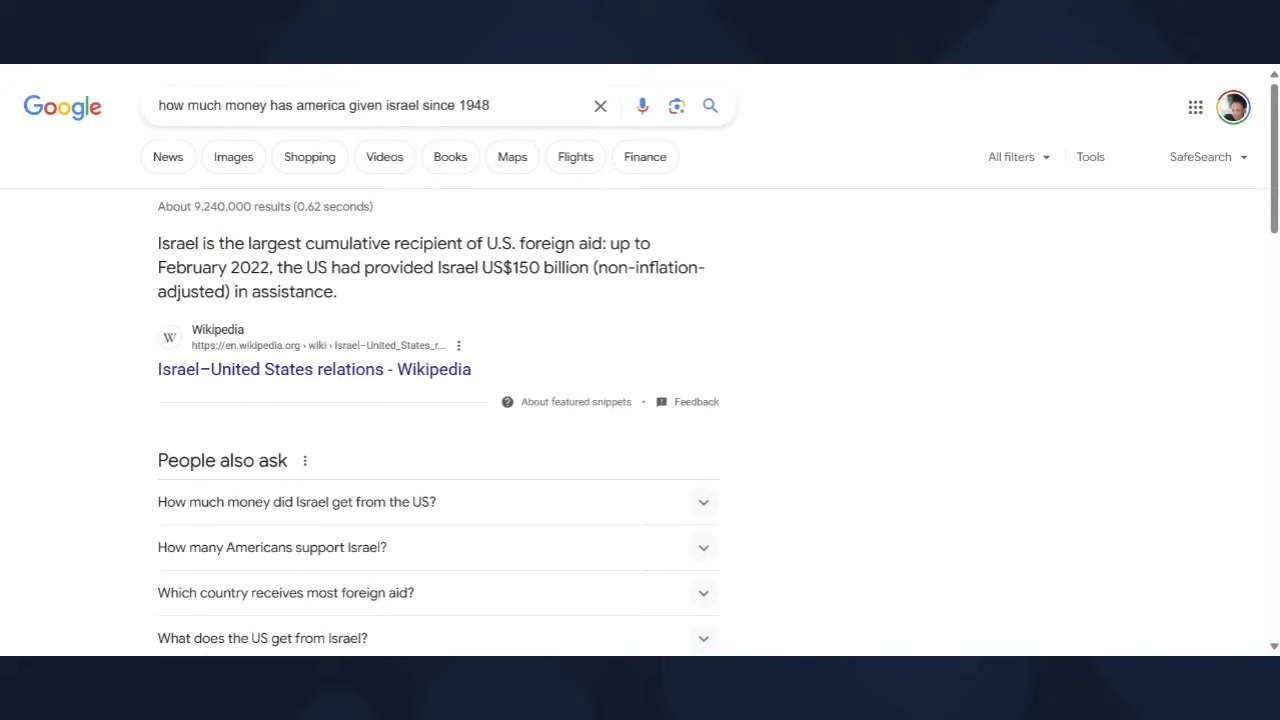 Google
how much money has america given israel since 1948
News Images Shopping Videos Books Maps Flights Finance
All filters Tools SafeSearch
About 9,240,000 results (0.62 seconds)
Israel is the largest cumulative recipient of U.S. foreign aid: up to
February 2022, the US had provided Israel US$150 billion (non-inflation-
adjusted) in assistance.
W
Wikipedia
https://en.wikipedia.org › wiki › Israel–United_States_r...
Israel–United States relations - Wikipedia
About featured snippets • Feedback
People also ask
How much money did Israel get from the US?
How many Americans support Israel?
Which country receives most foreign aid?
What does the US get from Israel?